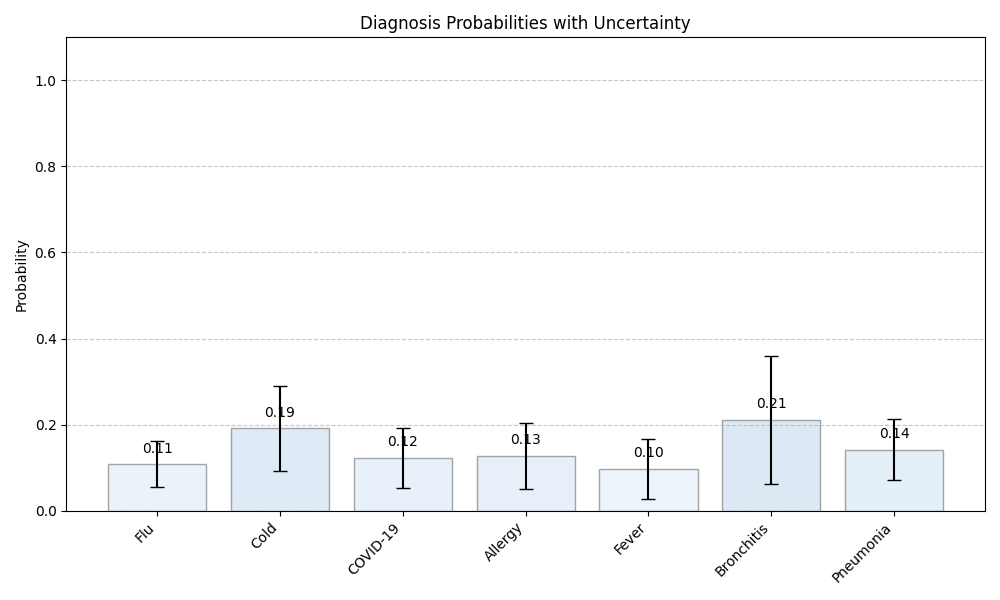 Diagnosis Probabilities with Uncertainty
Probability
1.0
0.8
0.6
0.4
0.2
0.0
0.11
0.19
0.12
0.13
0.10
0.21
0.14
Flu
Cold
COVID-19
Allergy
Fever
Bronchitis
Pneumonia